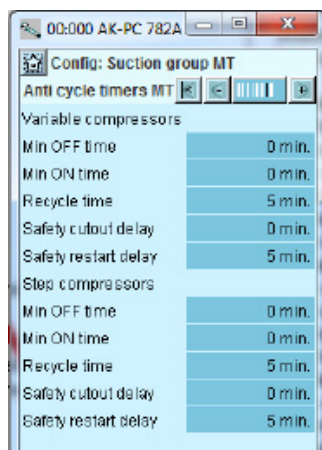 00:000 AK-PC 782A
Config: Suction group MT
Anti cycle timers MT
Variable compressors
Min OFF time 0 min.
Min ON time 0 min.
Recycle time 5 min.
Safety cutout delay 0 min.
Safety restart delay 5 min.
Step compressors
Min OFF time 0 min.
Min ON time 0 min.
Recycle time 5 min.
Safety cutout delay 0 min.
Safety restart delay 5 min.